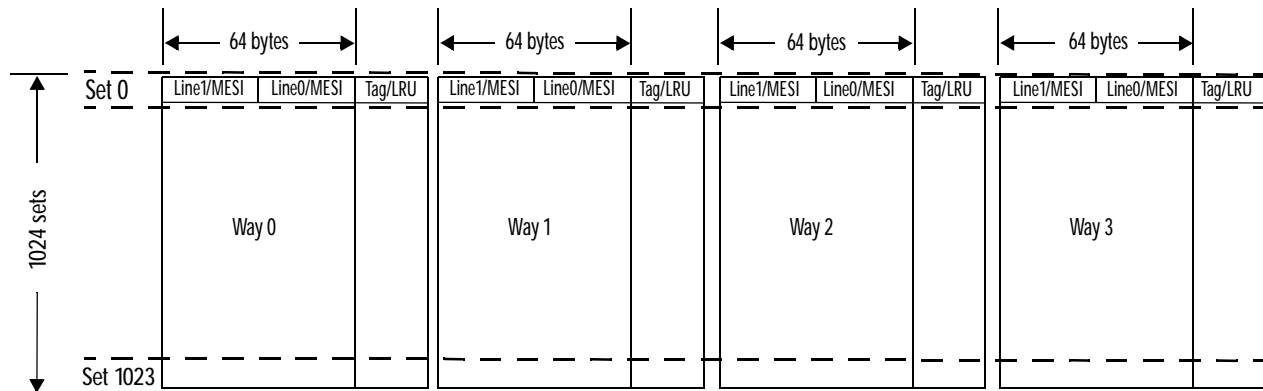 64 bytes 64 bytes 64 bytes 64 bytes
Set 0 Line1/MESI Line0/MESI Tag/LRU Line1/MESI Line0/MESI Tag/LRU Line1/MESI Line0/MESI Tag/LRU Line1/MESI Line0/MESI Tag/LRU
1024 sets
Way 0 Way 1 Way 2 Way 3
Set 1023